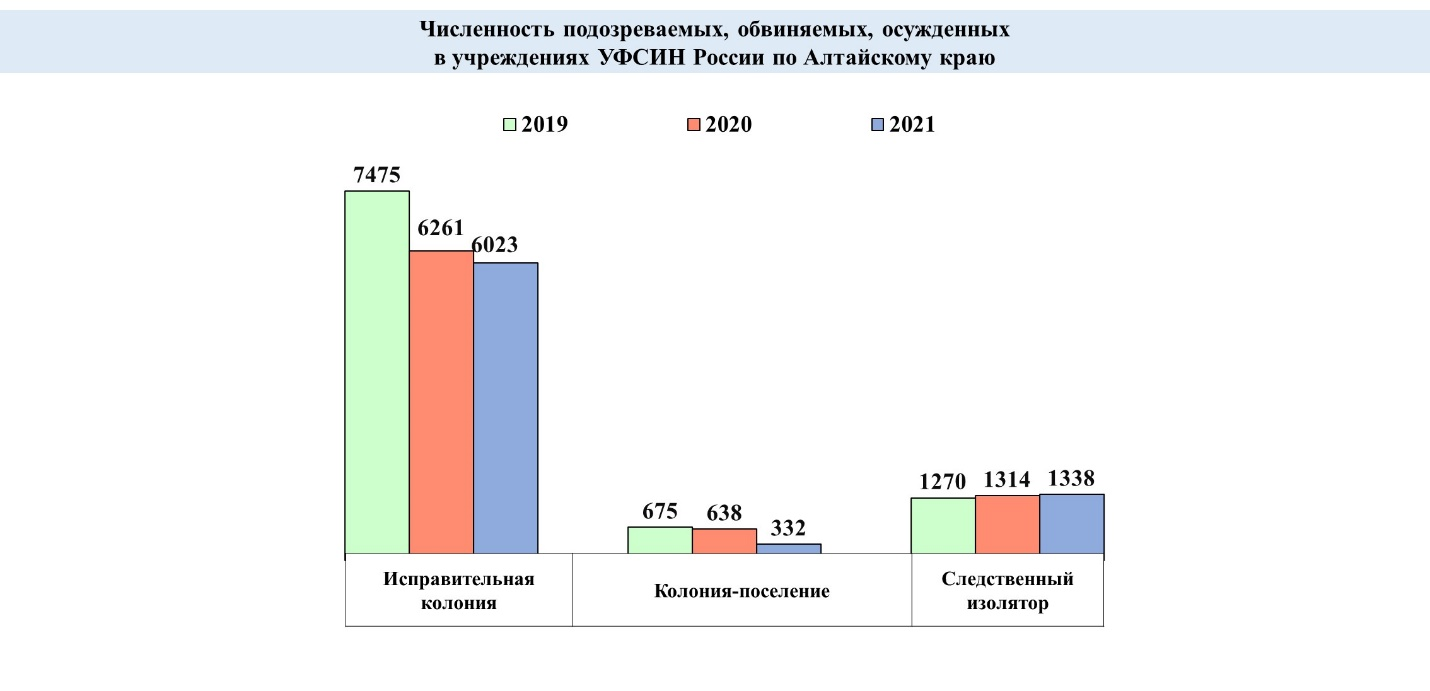 Численность подозреваемых, обвиняемых, осужденных
в учреждениях УФСИН России по Алтайскому краю
2019 2020 2021
7475
6261
6023
675 638 332
1270 1314 1338
Исправительная
колония
Колония-поселение
Следственный
изолятор